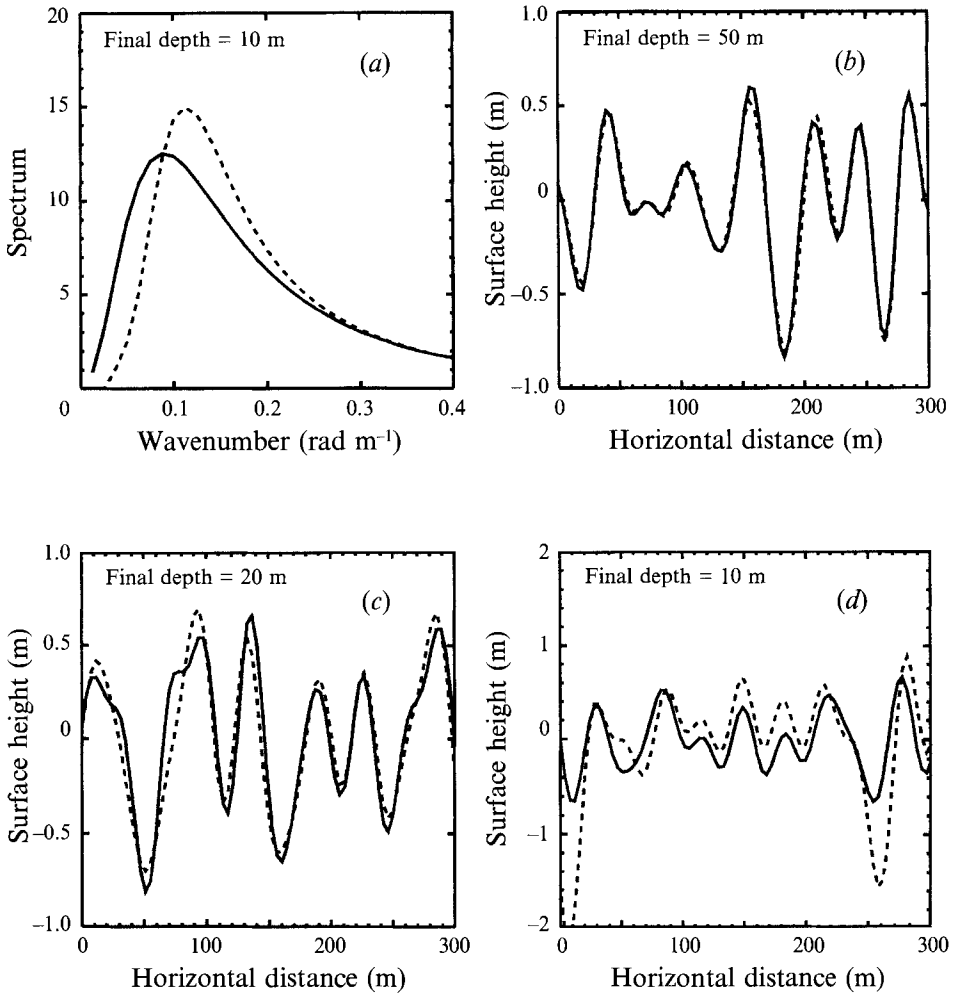 20
Final depth = 10 m
(a)
15
Spectrum
10
5
0
0.1
0.2
0.3
0.4
Wavenumber (rad m⁻¹)
1.0
Final depth = 50 m
(b)
0.5
Surface height (m)
0
−0.5
−1.0
0
100
200
300
Horizontal distance (m)
1.0
Final depth = 20 m
(c)
0.5
Surface height (m)
0
−0.5
−1.0
0
100
200
300
Horizontal distance (m)
2
Final depth = 10 m
(d)
1
Surface height (m)
0
−1
−2
0
100
200
300
Horizontal distance (m)